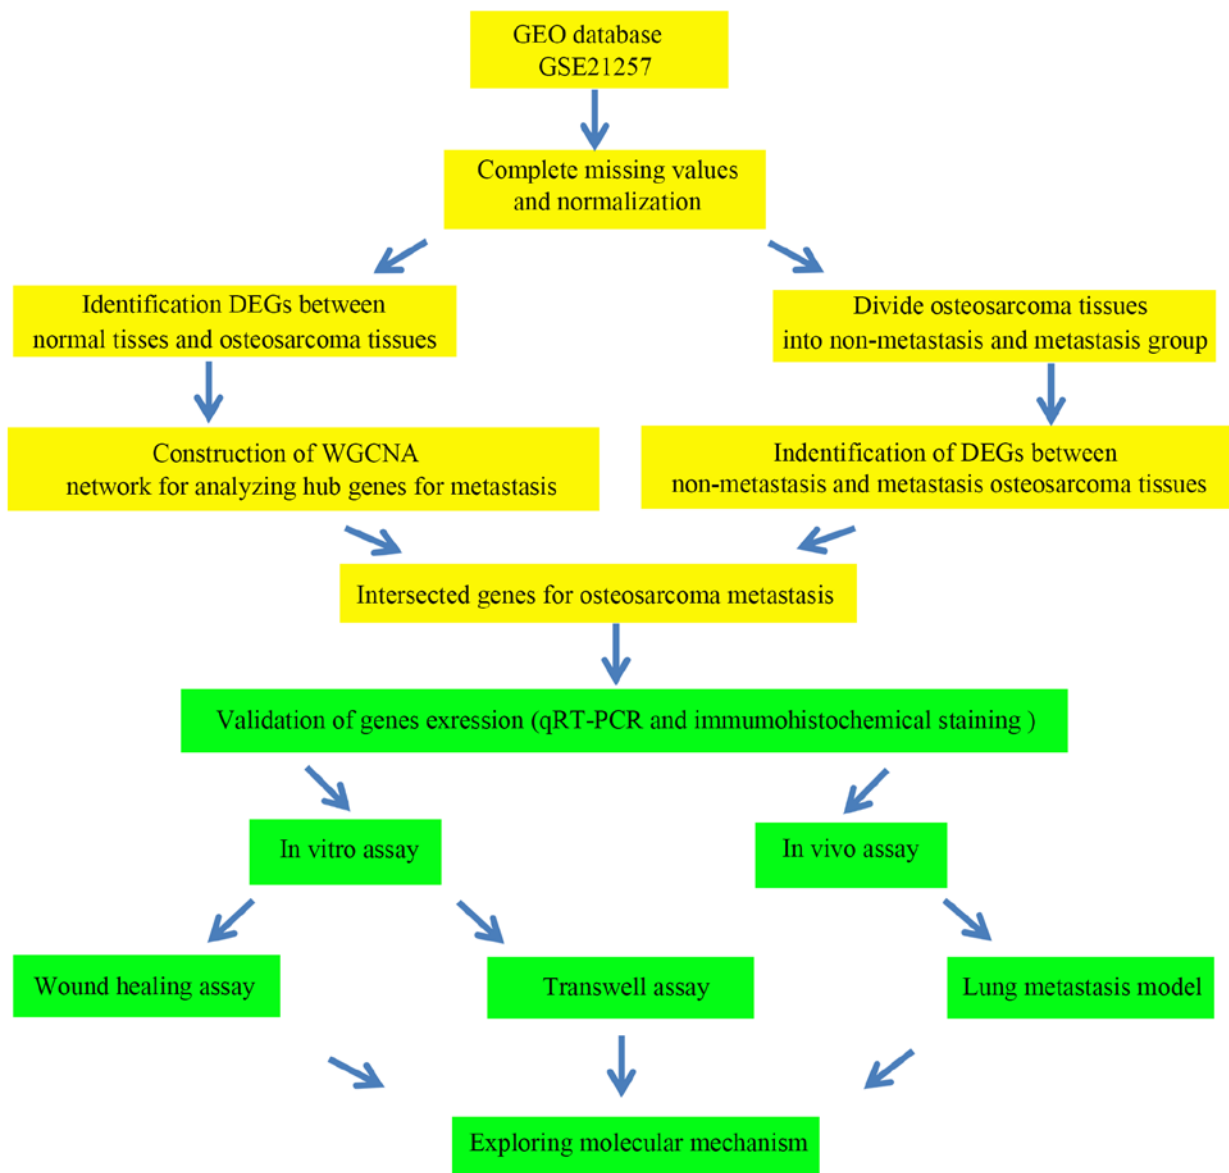 GEO database
GSE21257
Complete missing values
and normalization
Identification DEGs between
normal tisses and osteosarcoma tissues
Divide osteosarcoma tissues
into non-metastasis and metastasis group
Construction of WGCNA
network for analyzing hub genes for metastasis
Indentification of DEGs between
non-metastasis and metastasis osteosarcoma tissues
Intersected genes for osteosarcoma metastasis
Validation of genes exression (qRT-PCR and immumohistochemical staining )
In vitro assay
In vivo assay
Wound healing assay
Transwell assay
Lung metastasis model
Exploring molecular mechanism